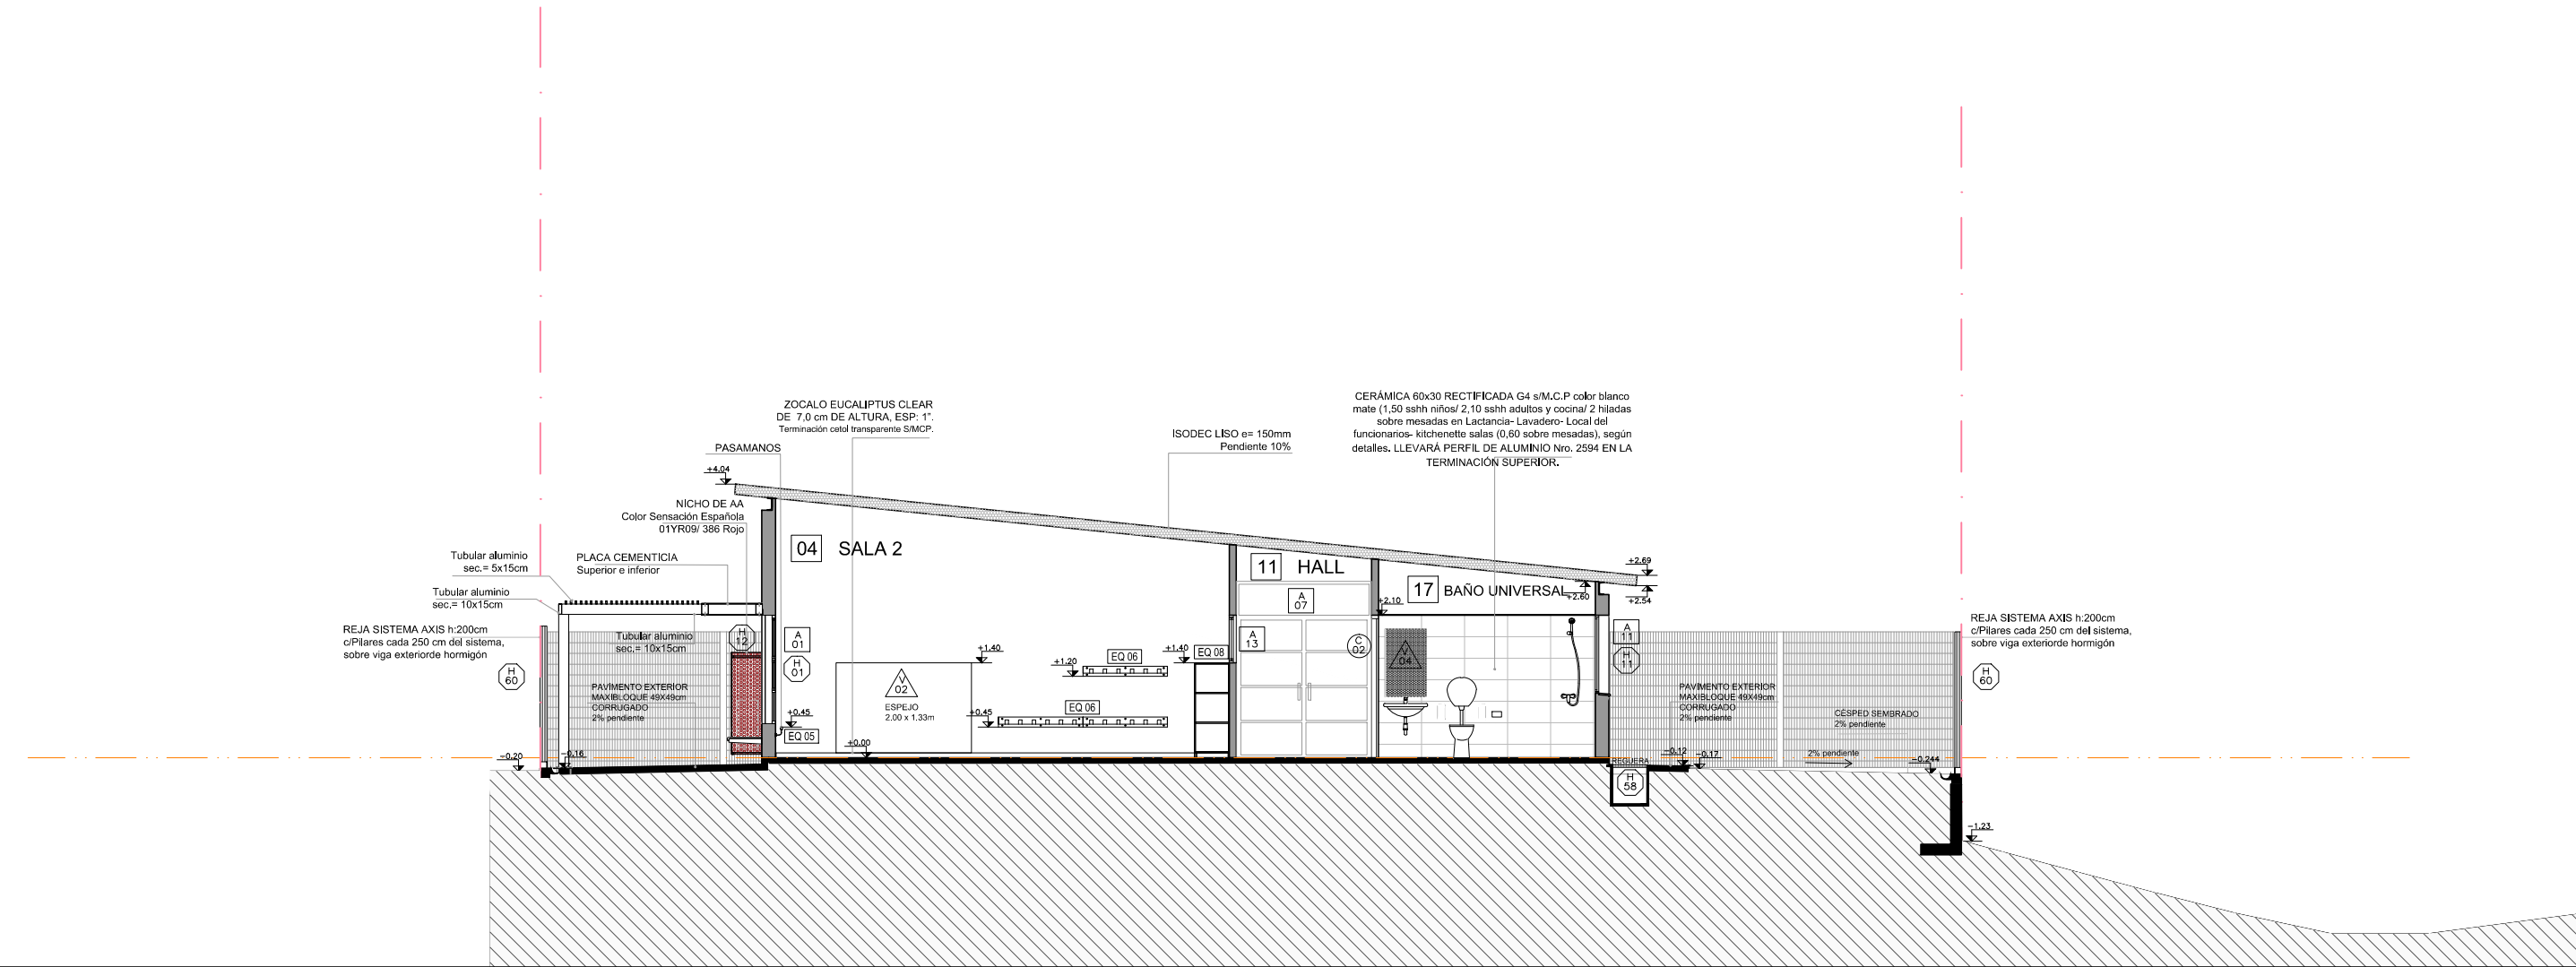 ZOCALO EUCALIPTUS CLEAR
DE 7,0 cm DE ALTURA, ESP: 1".
Terminación cetol transparente S/MCP.
PASAMANOS
+4.04
NICHO DE AA
Color Sensación Española
01YR09/ 386 Rojo
PLACA CEMENTICIA
Superior e inferior
Tubular aluminio
sec.= 5x15cm
Tubular aluminio
sec.= 10x15cm
REJA SISTEMA AXIS h:200cm
c/Pilares cada 250 cm del sistema,
sobre viga exteriorde hormigón
H
60
Tubular aluminio
sec.= 10x15cm
H
12
PAVIMENTO EXTERIOR
MAXIBLOQUE 49X49cm
CORRUGADO
2% pendiente
-0.20
-0.16
ISODEC LISO e= 150mm
Pendiente 10%
CERÁMICA 60x30 RECTIFICADA G4 s/M.C.P color blanco
mate (1,50 sshh niños/ 2,10 sshh adultos y cocina/ 2 hiladas
sobre mesadas en Lactancia- Lavadero- Local del
funcionarios- kitchenette salas (0,60 sobre mesadas), según
detalles. LLEVARÁ PERFIL DE ALUMINIO Nro. 2594 EN LA
TERMINACIÓN SUPERIOR.
04 SALA 2
A
01
H
01
+0.45
EQ 05
+0.00
V
02
ESPEJO
2.00 x 1,33m
+1.40
+0.45
+1.20
EQ 06
EQ 06
+1.40
EQ 08
11 HALL
A
07
A
13
C
02
17 BAÑO UNIVERSAL
+2.10
+2.60
+2.69
+2.54
V
04
A
11
H
11
PAVIMENTO EXTERIOR
MAXIBLOQUE 49X49cm
CORRUGADO
2% pendiente
CÉSPED SEMBRADO
2% pendiente
2% pendiente
-0.12
-0.17
-0.244
REGUERA
H
58
REJA SISTEMA AXIS h:200cm
c/Pilares cada 250 cm del sistema,
sobre viga exteriorde hormigón
H
60
-1.23